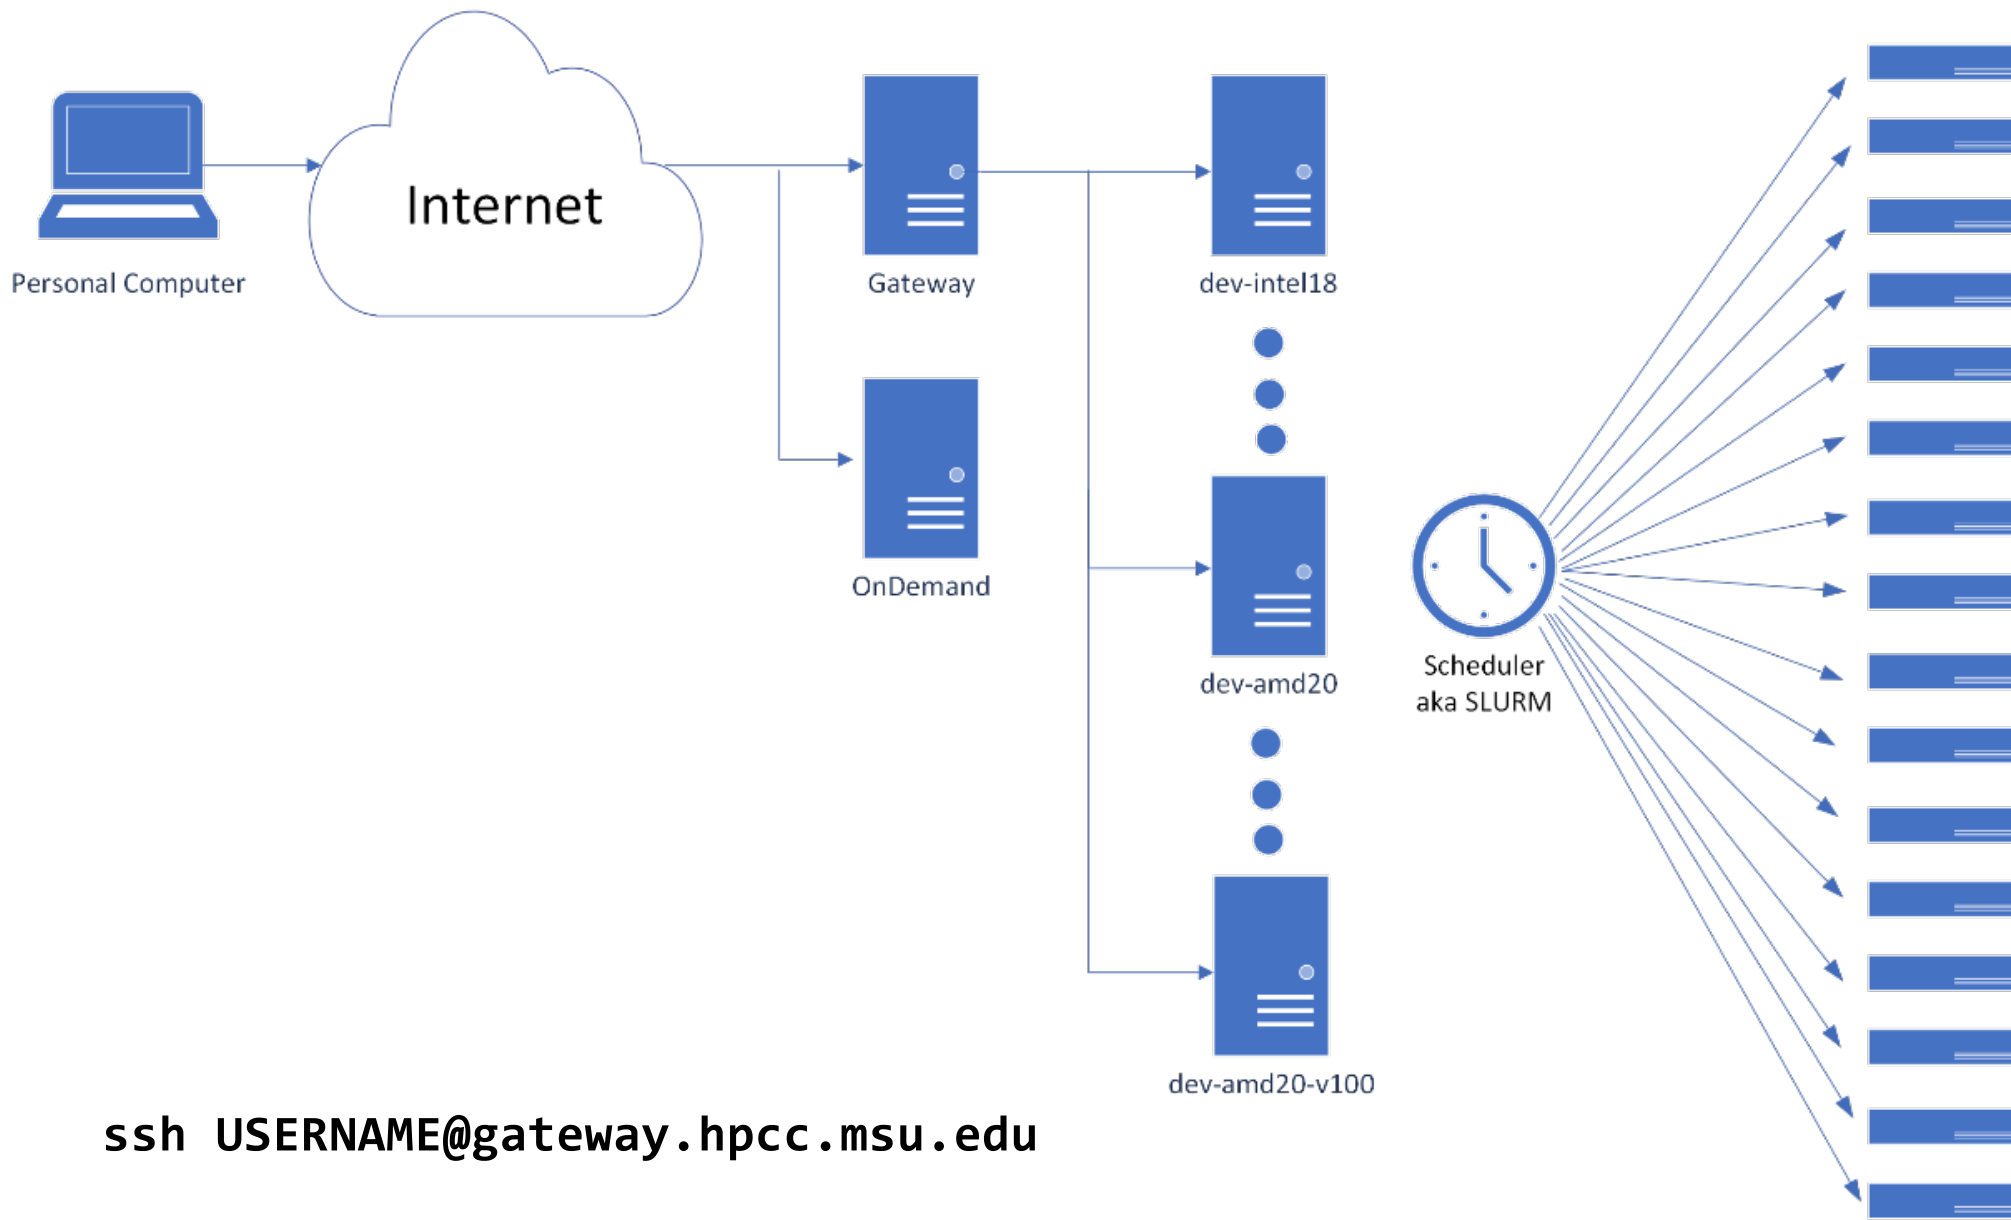 Internet
Personal Computer
Gateway
dev-intel18
OnDemand
dev-amd20
Scheduler
aka SLURM
dev-amd20-v100
ssh USERNAME@gateway.hpcc.msu.edu